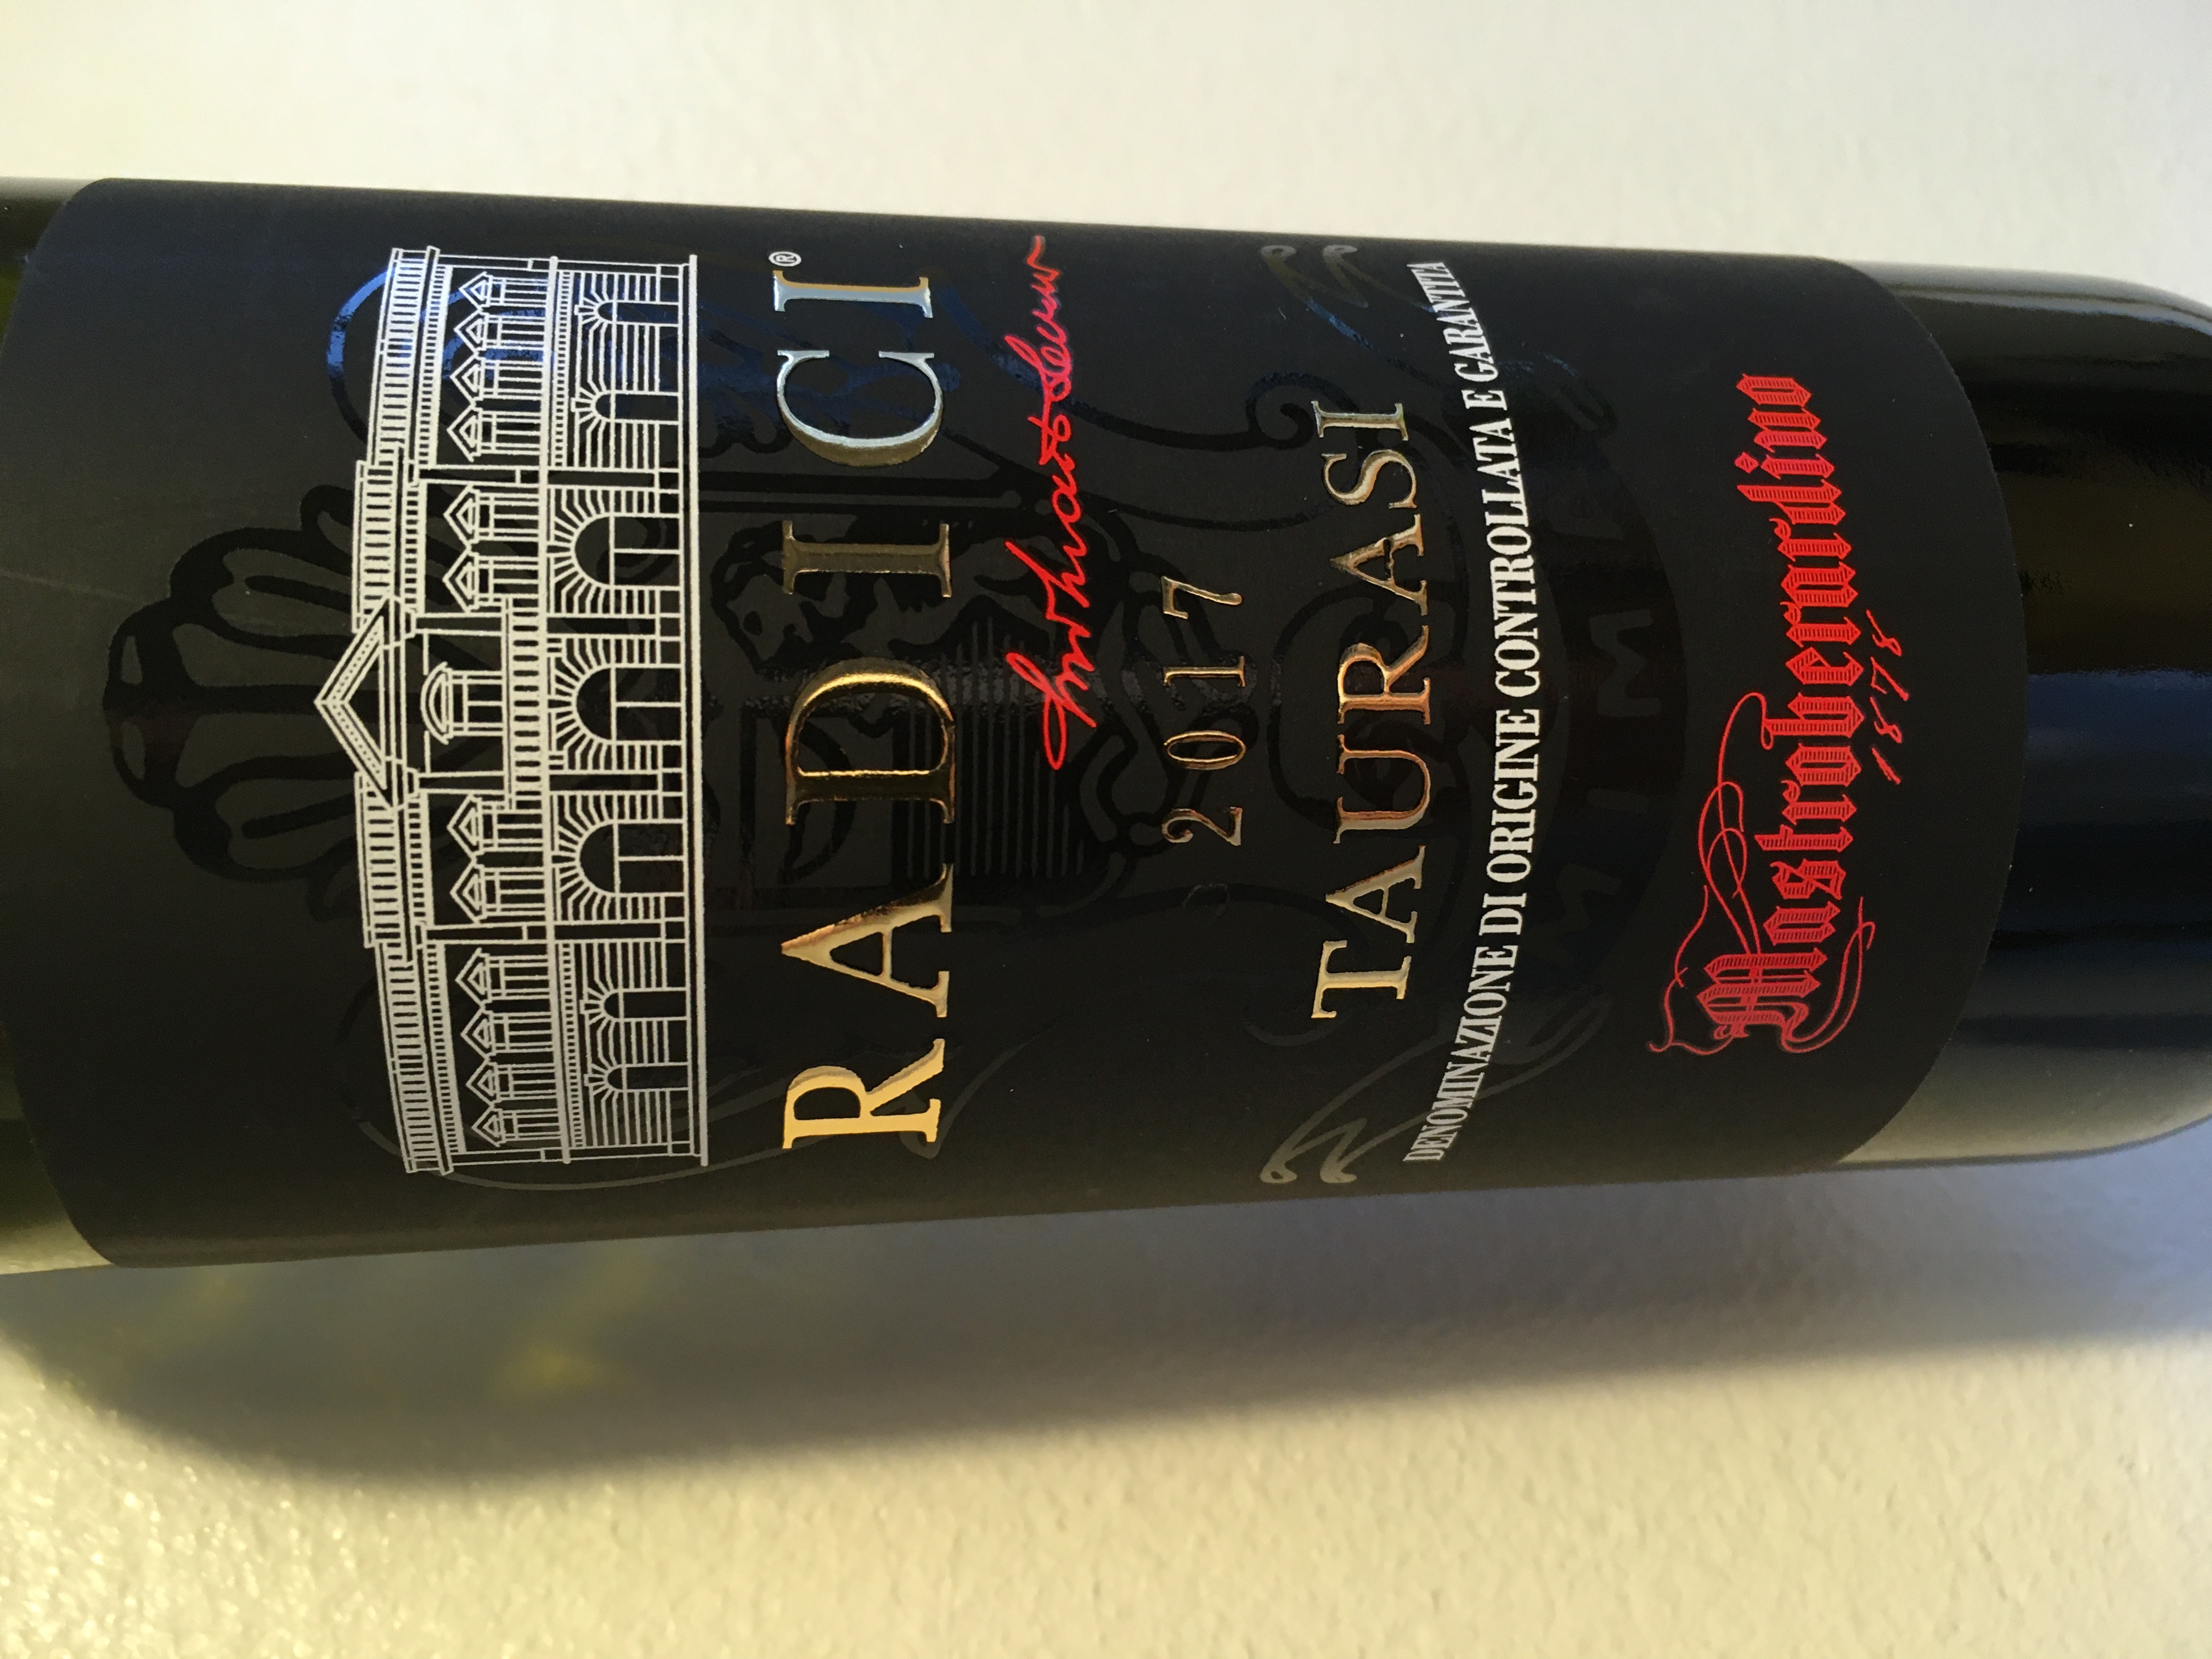 RADICI®
2017
TAURASI
DENOMINAZIONE DI ORIGINE CONTROLLATA E GARANTITA
Mastroberardino
1878